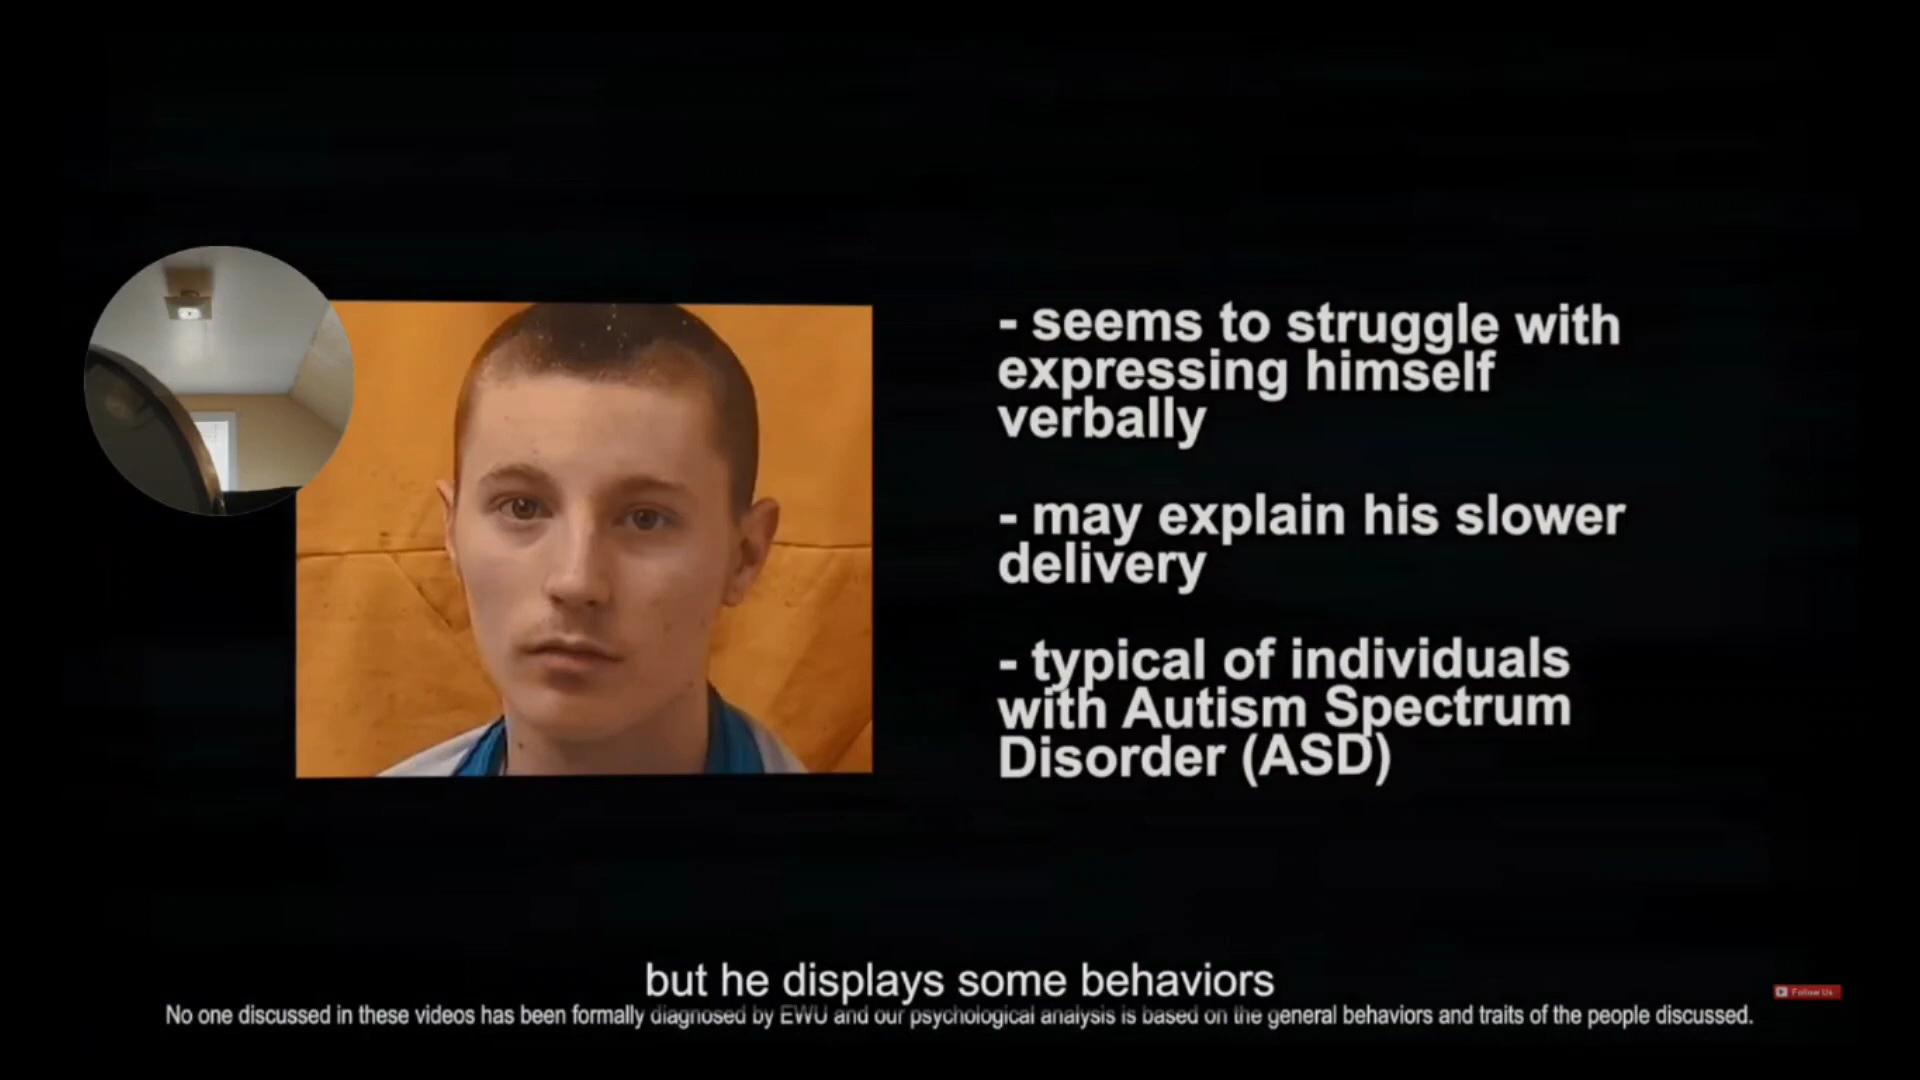 - seems to struggle with
expressing himself
verbally
- may explain his slower
delivery
- typical of individuals
with Autism Spectrum
Disorder (ASD)
but he displays some behaviors
No one discussed in these videos has been formally diagnosed by EWU and our psychological analysis is based on the general behaviors and traits of the people discussed.
Follow Us